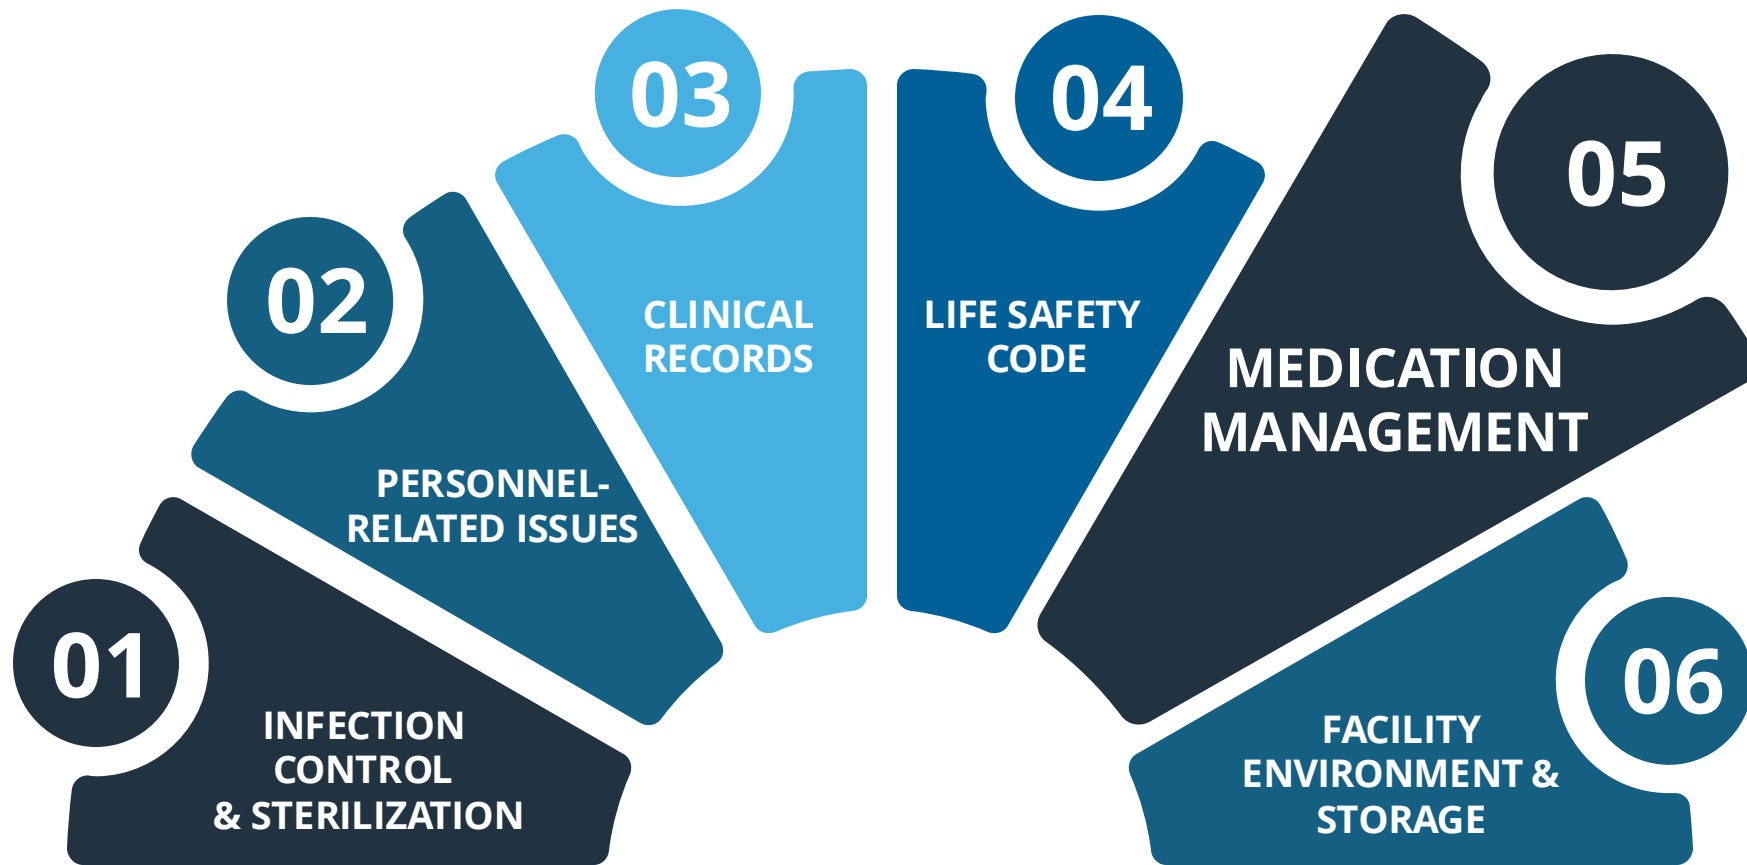 01
INFECTION
CONTROL
& STERILIZATION
02
PERSONNEL-
RELATED ISSUES
03
CLINICAL
RECORDS
04
LIFE SAFETY
CODE
05
MEDICATION
MANAGEMENT
06
FACILITY
ENVIRONMENT &
STORAGE